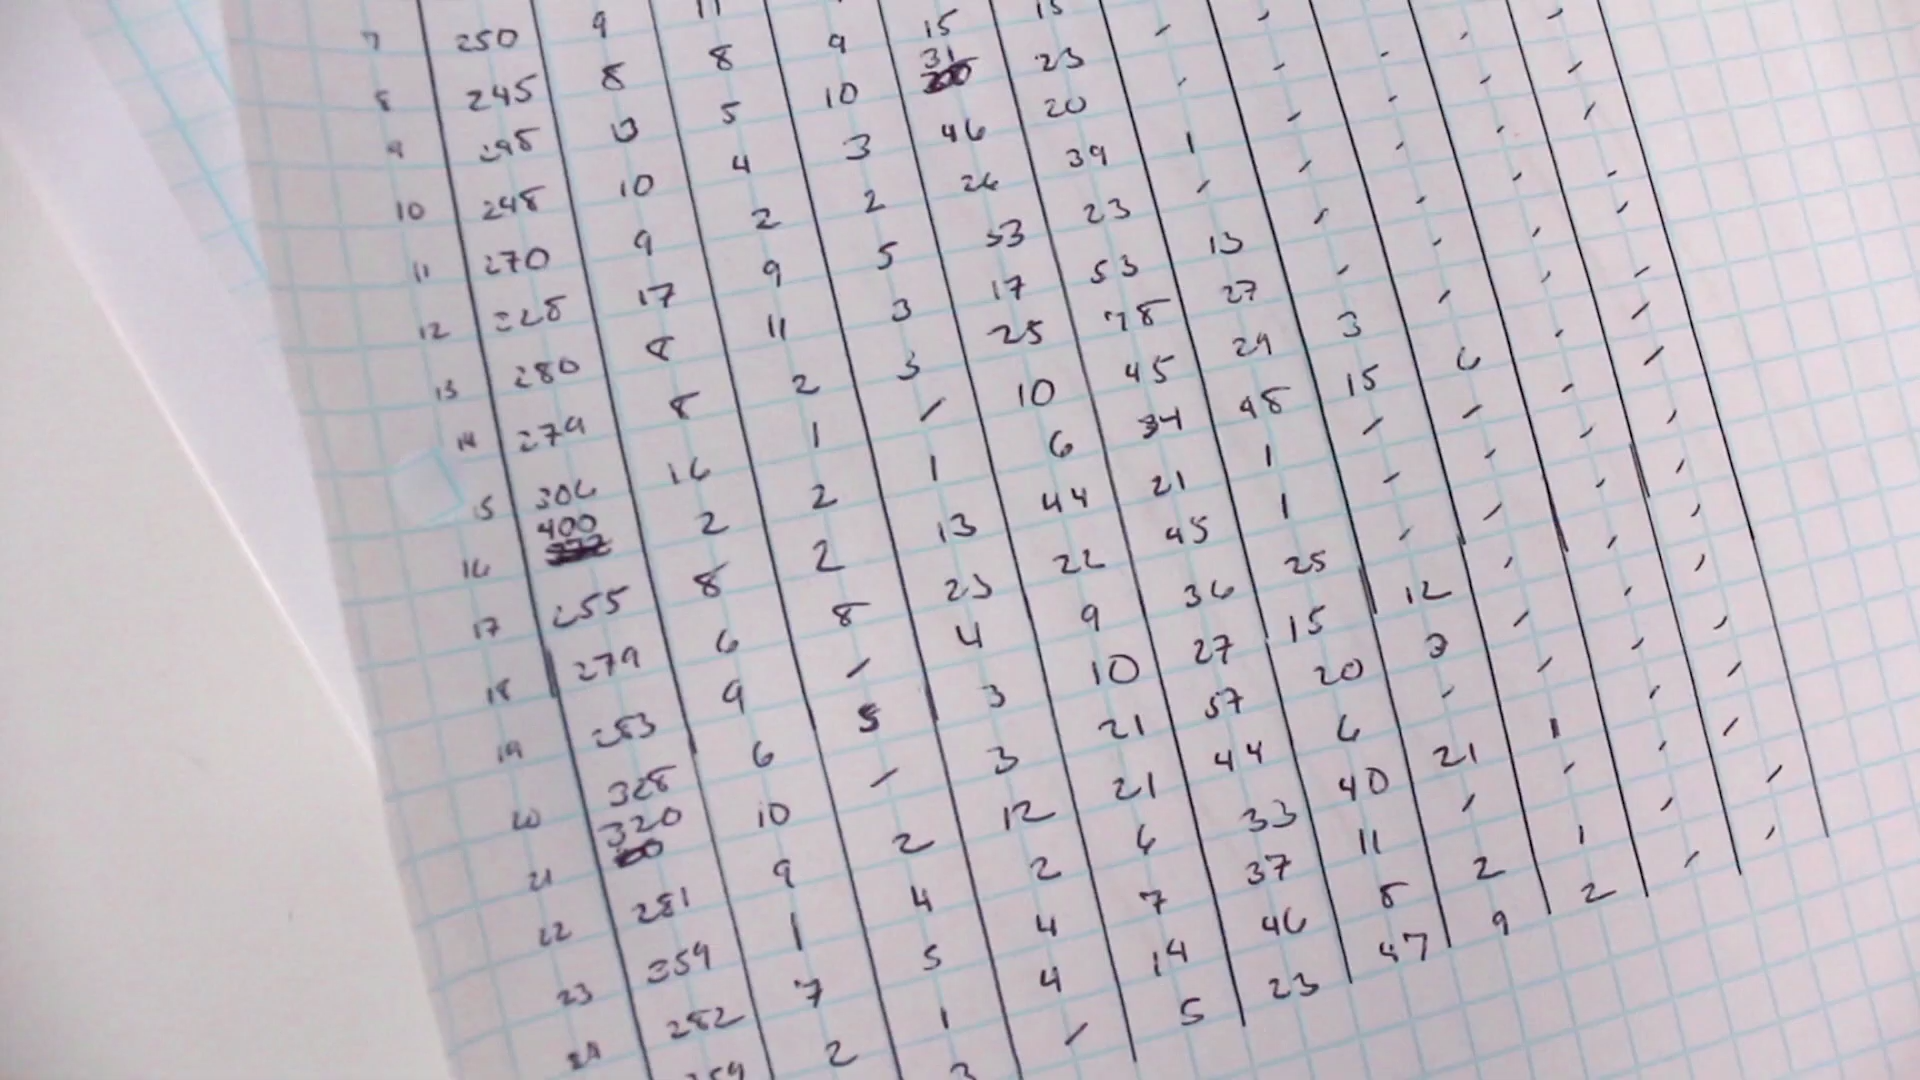 7 250 9 11
8 245 8 8 9 15 15
9 295 5 10 31 23 -
10 248 10 4 3 46 20 - - - - -
11 270 9 2 2 26 39 1 - - - -
12 228 17 9 5 53 23 - - - - -
13 280 8 11 3 17 53 13 - - - -
14 279 8 2 3 25 78 27 - - - -
15 306 16 1 - 10 45 29 3 - - -
16 400 2 2 1 6 34 48 15 6 - -
17 255 8 2 13 44 21 1 - - - -
18 279 6 8 23 22 45 1 - - - -
19 283 9 - 4 9 36 25 - - - -
20 328 6 5 3 10 27 15 12 - - -
21 320 10 - 3 21 57 20 3 - - -
22 281 9 2 12 21 44 6 - - - -
23 359 1 4 2 6 33 40 21 1 - -
24 282 7 5 4 7 37 11 - - - -
259 2 1 4 14 46 8 2 1 - -
3 - 5 23 47 9 2 - -